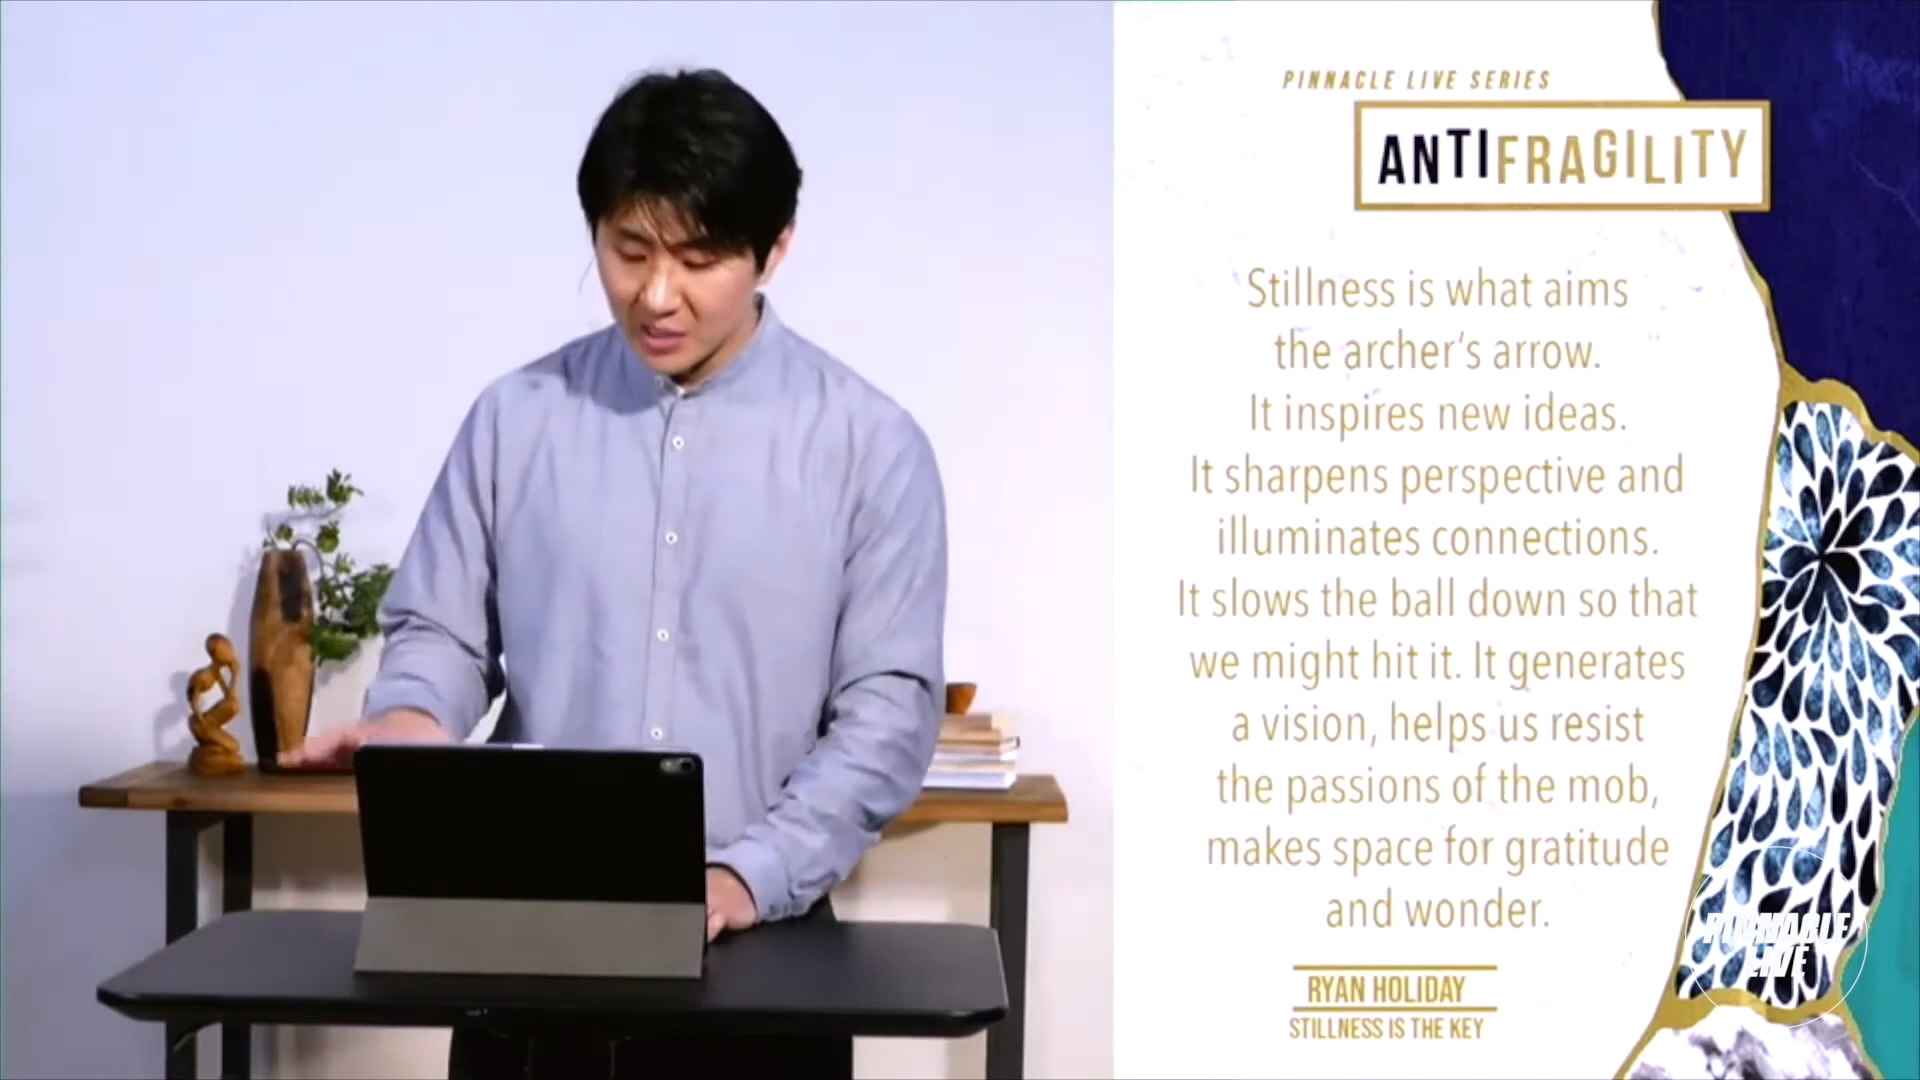 PINNACLE LIVE SERIES
ANTIFRAGILITY
Stillness is what aims
the archer's arrow.
It inspires new ideas.
It sharpens perspective and
illuminates connections.
It slows the ball down so that
we might hit it. It generates
a vision, helps us resist
the passions of the mob,
makes space for gratitude
and wonder.
RYAN HOLIDAY
STILLNESS IS THE KEY
PINNACLE
LIVE